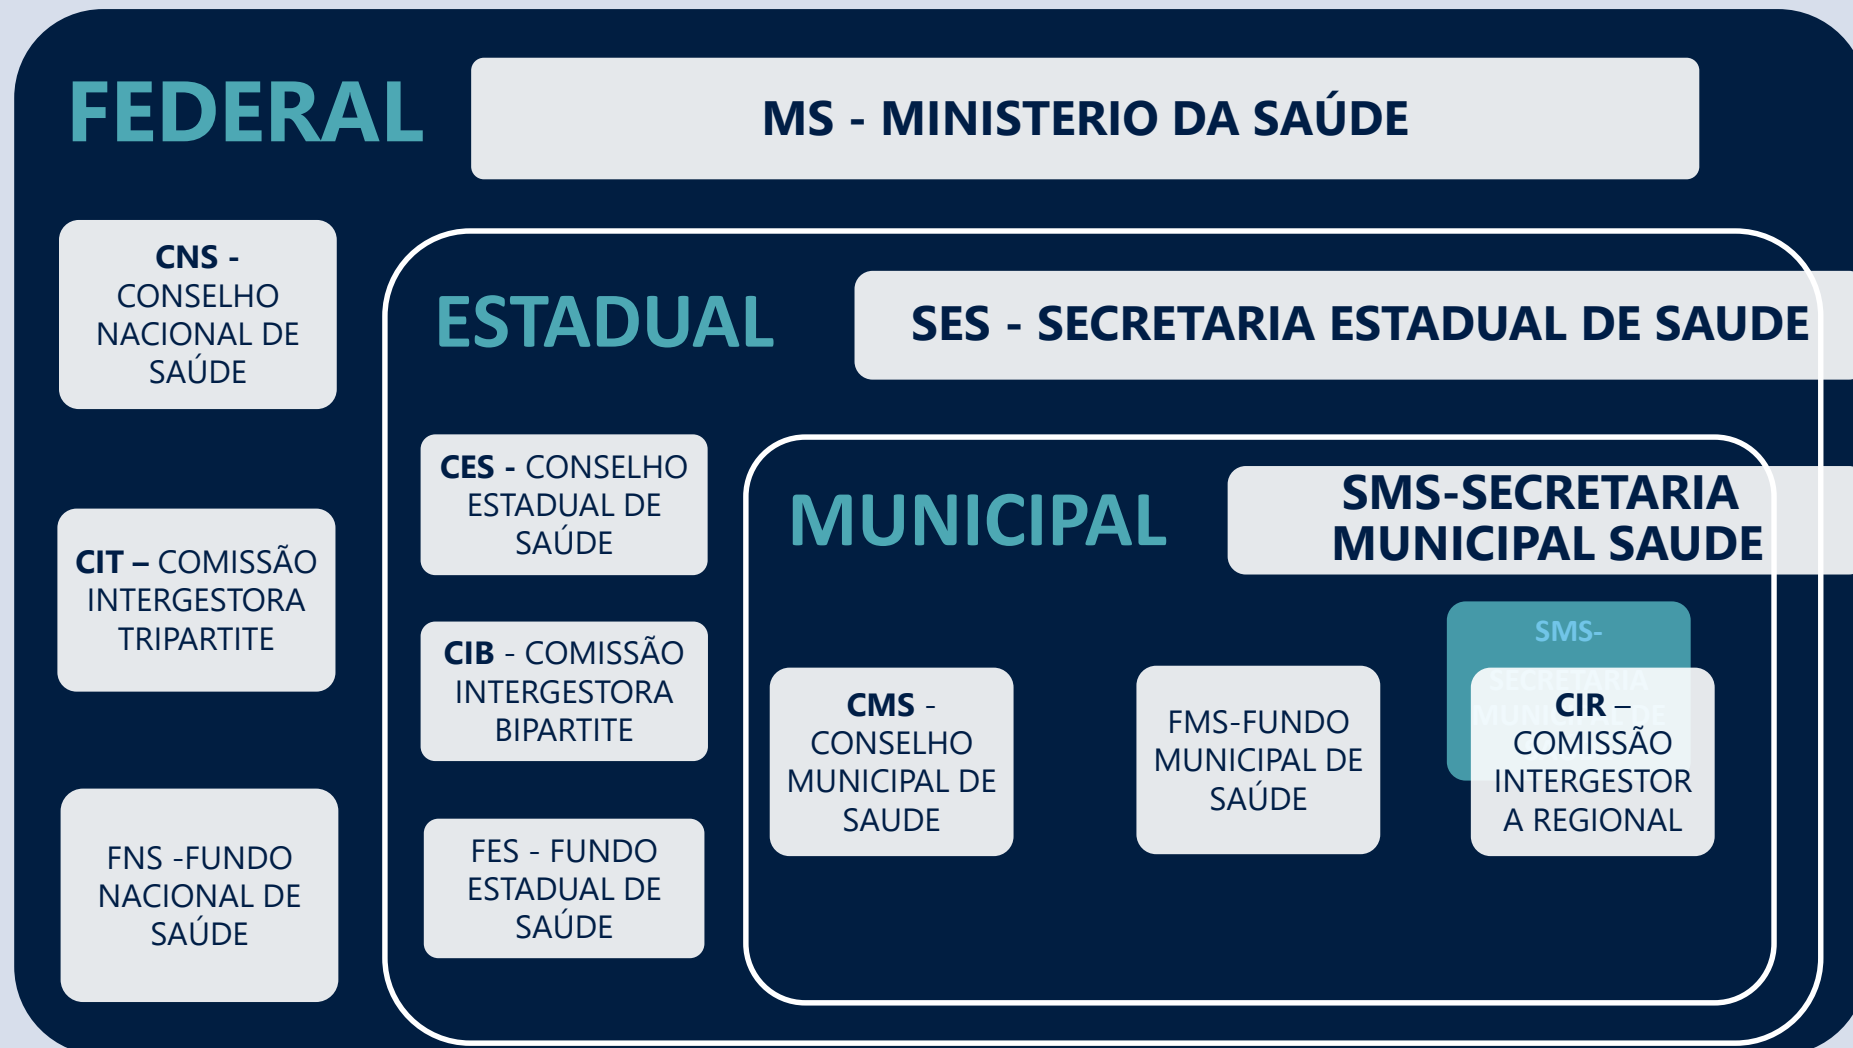 FEDERAL
MS - MINISTERIO DA SAÚDE
CNS -
CONSELHO
NACIONAL DE
SAÚDE
CIT – COMISSÃO
INTERGESTORA
TRIPARTITE
FNS -FUNDO
NACIONAL DE
SAÚDE
ESTADUAL
SES - SECRETARIA ESTADUAL DE SAUDE
CES - CONSELHO
ESTADUAL DE
SAÚDE
CIB - COMISSÃO
INTERGESTORA
BIPARTITE
FES - FUNDO
ESTADUAL DE
SAÚDE
MUNICIPAL
SMS-SECRETARIA
MUNICIPAL SAUDE
CMS -
CONSELHO
MUNICIPAL DE
SAUDE
FMS-FUNDO
MUNICIPAL DE
SAÚDE
SMS-
SECRETARIA
CIR –
COMISSÃO
INTERGESTOR
A REGIONAL